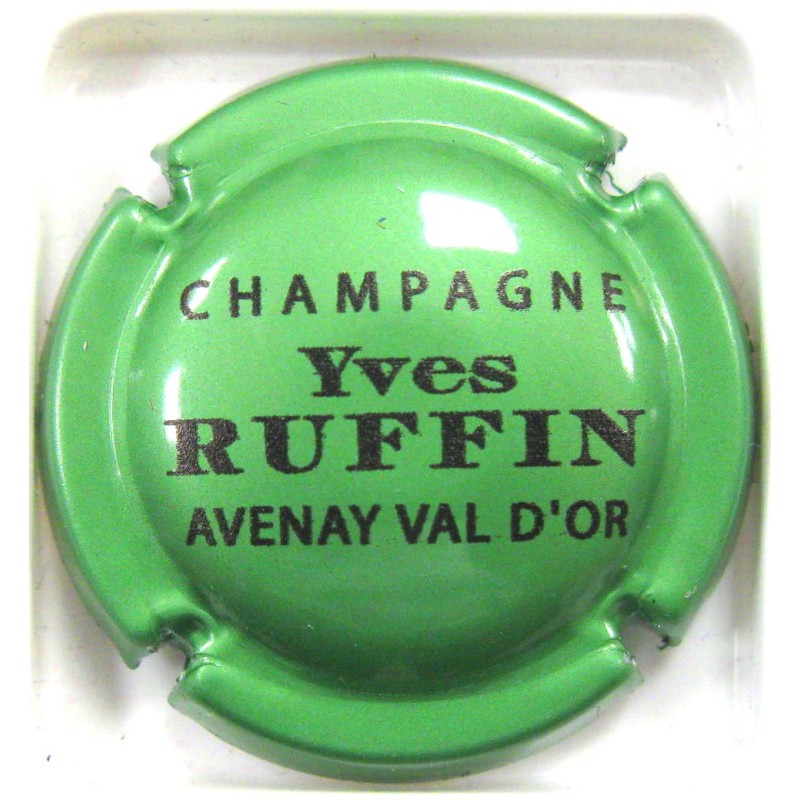 CHAMPAGNE
Yves
RUFFIN
AVENAY VAL D'OR